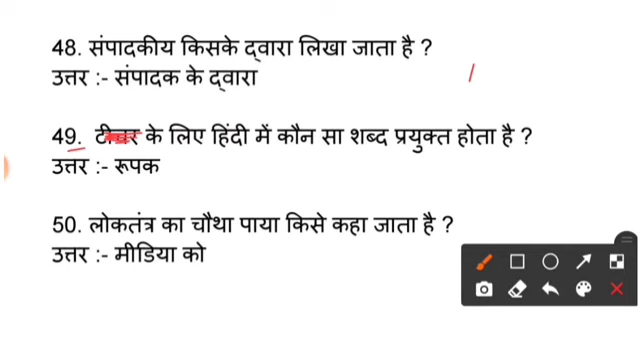 48. संपादकीय किसके द्वारा लिखा जाता है ?
उत्तर :- संपादक के द्वारा
49. के लिए हिंदी में कौन सा शब्द प्रयुक्त होता है ?
उत्तर :- रूपक
50. लोकतंत्र का चौथा पाया किसे कहा जाता है ?
उत्तर :- मीडिया को